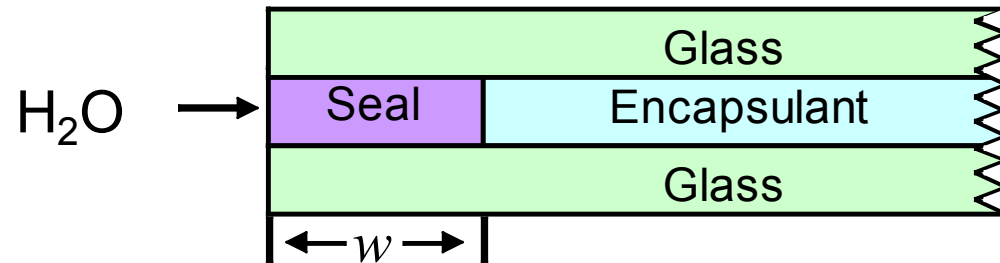 Glass
H₂O
Seal
Encapsulant
Glass
w